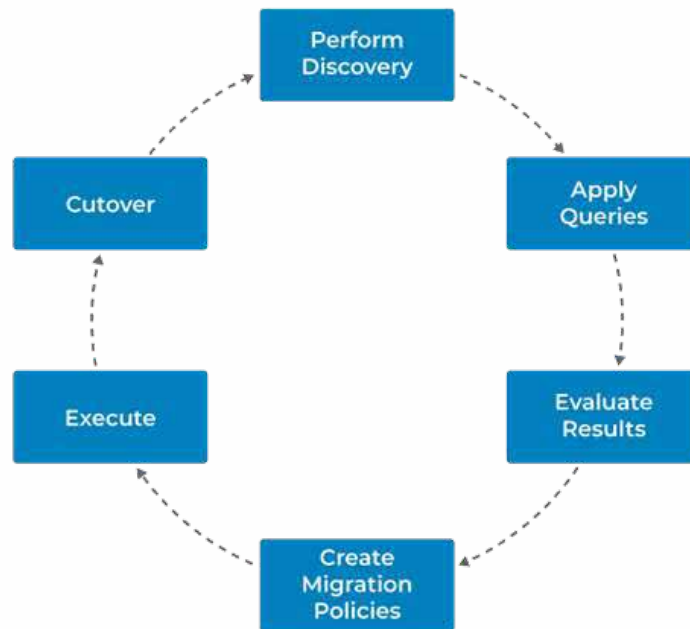 Perform
Discovery
Apply
Queries
Evaluate
Results
Create
Migration
Policies
Execute
Cutover